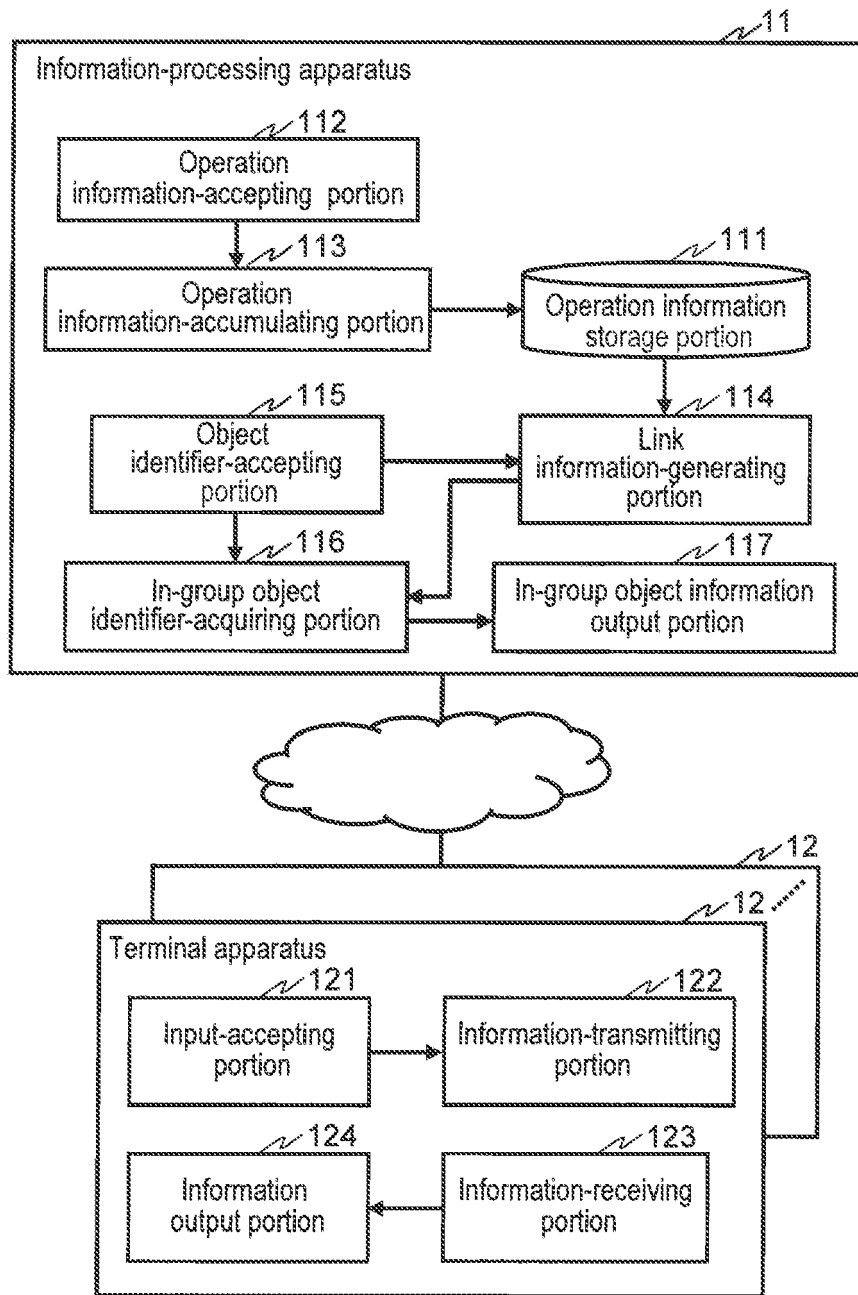 11
Information-processing apparatus
112
Operation
information-accepting portion
113
Operation
information-accumulating portion
111
Operation information
storage portion
115
Object
identifier-accepting
portion
114
Link
information-generating
portion
116
In-group object
identifier-acquiring portion
117
In-group object information
output portion
12
12
Terminal apparatus
121
Input-accepting
portion
122
Information-transmitting
portion
124
Information
output portion
123
Information-receiving
portion